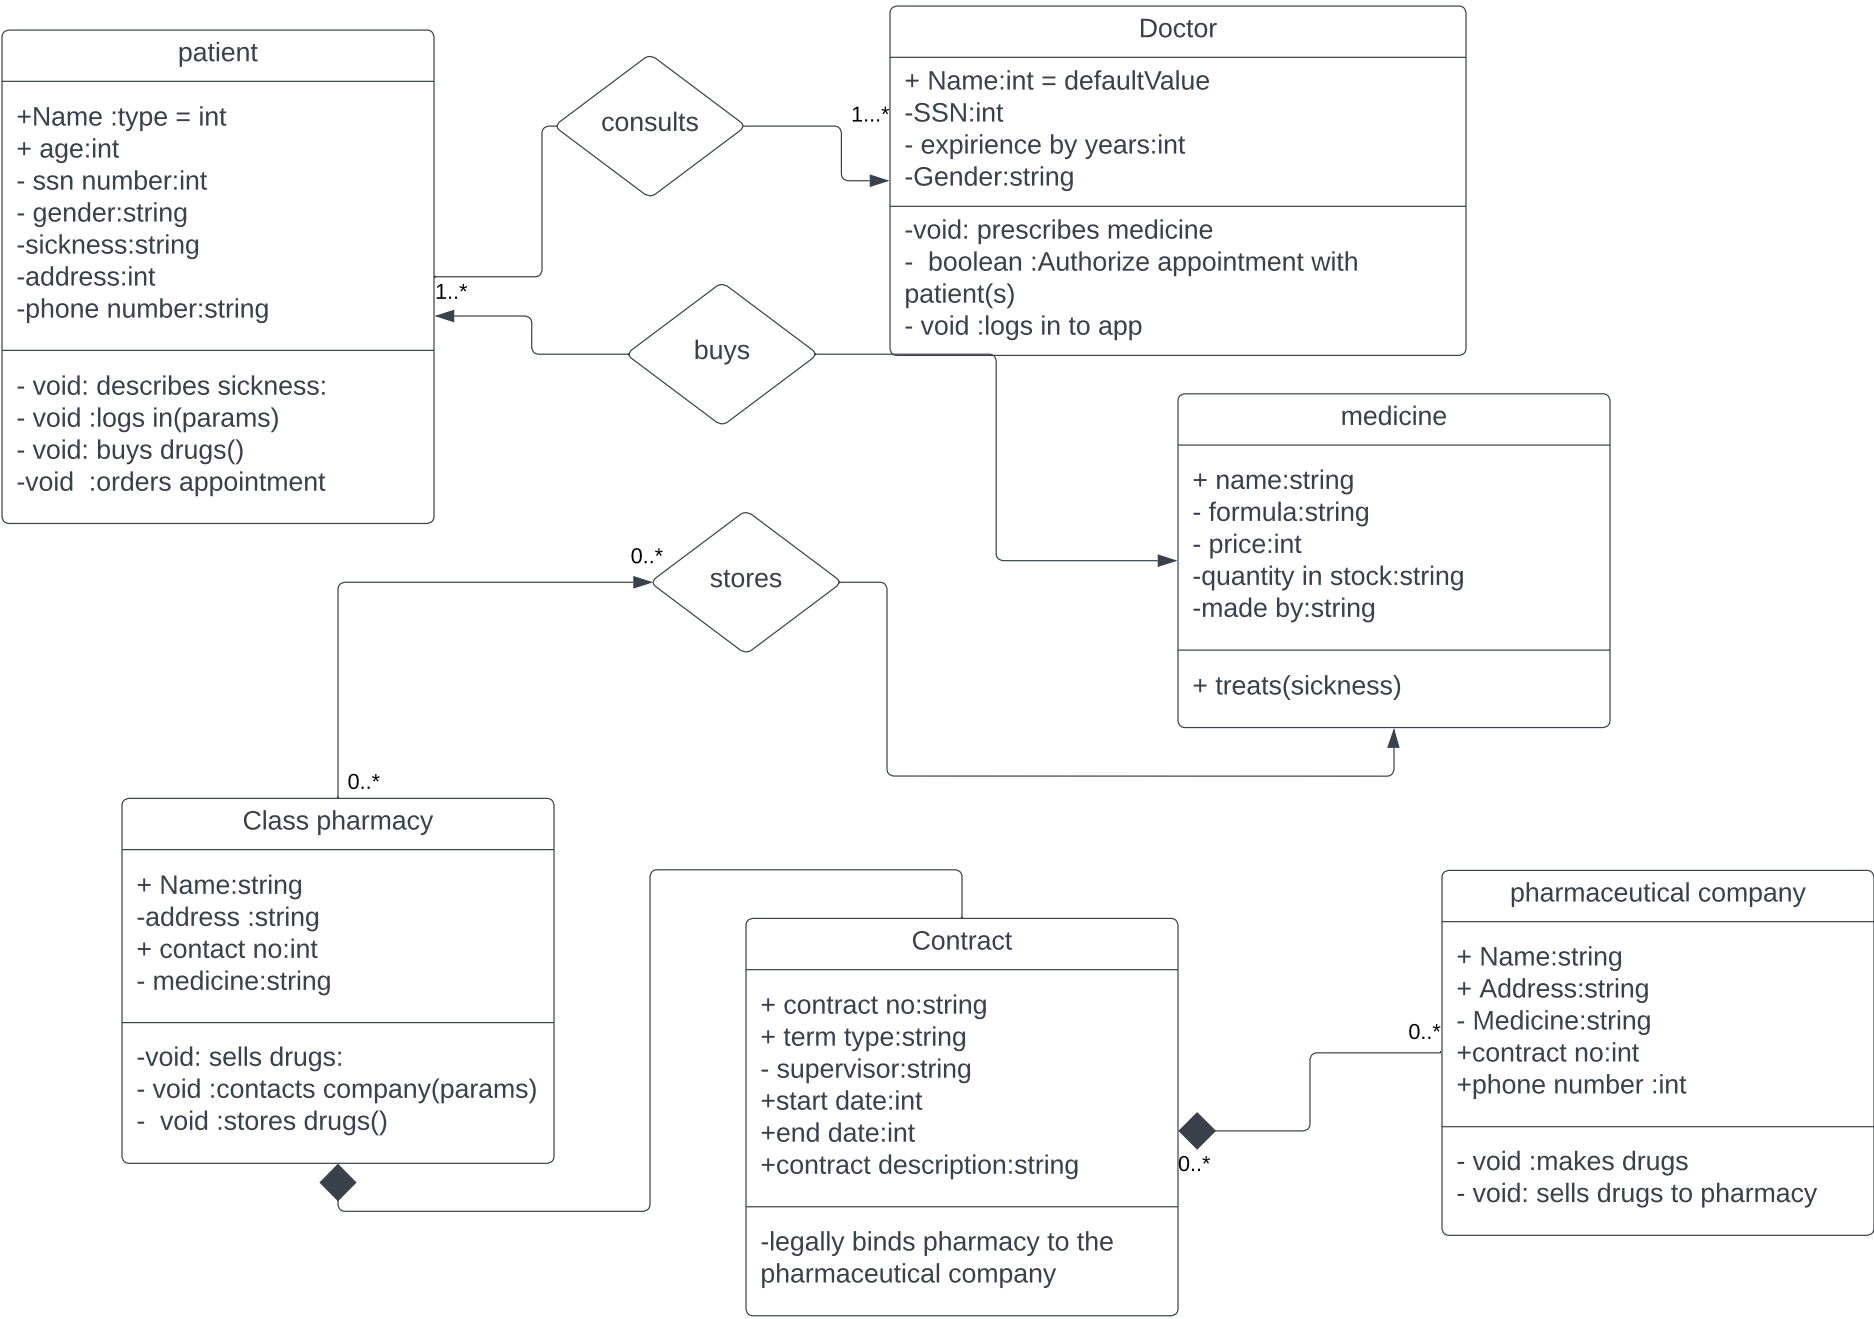 patient
+Name :type = int
+ age:int
- ssn number:int
- gender:string
-sickness:string
-address:int
-phone number:string
- void: describes sickness:
- void :logs in(params)
- void: buys drugs()
-void  :orders appointment
consults
1...*
1..*
Doctor
+ Name:int = defaultValue
-SSN:int
- expirience by years:int
-Gender:string
-void: prescribes medicine
-  boolean :Authorize appointment with
patient(s)
- void :logs in to app
buys
medicine
+ name:string
- formula:string
- price:int
-quantity in stock:string
-made by:string
+ treats(sickness)
0..*
stores
0..*
Class pharmacy
+ Name:string
-address :string
+ contact no:int
- medicine:string
-void: sells drugs:
- void :contacts company(params)
-  void :stores drugs()
Contract
+ contract no:string
+ term type:string
- supervisor:string
+start date:int
+end date:int
+contract description:string
-legally binds pharmacy to the
pharmaceutical company
0..*
0..*
pharmaceutical company
+ Name:string
+ Address:string
- Medicine:string
+contract no:int
+phone number :int
- void :makes drugs
- void: sells drugs to pharmacy